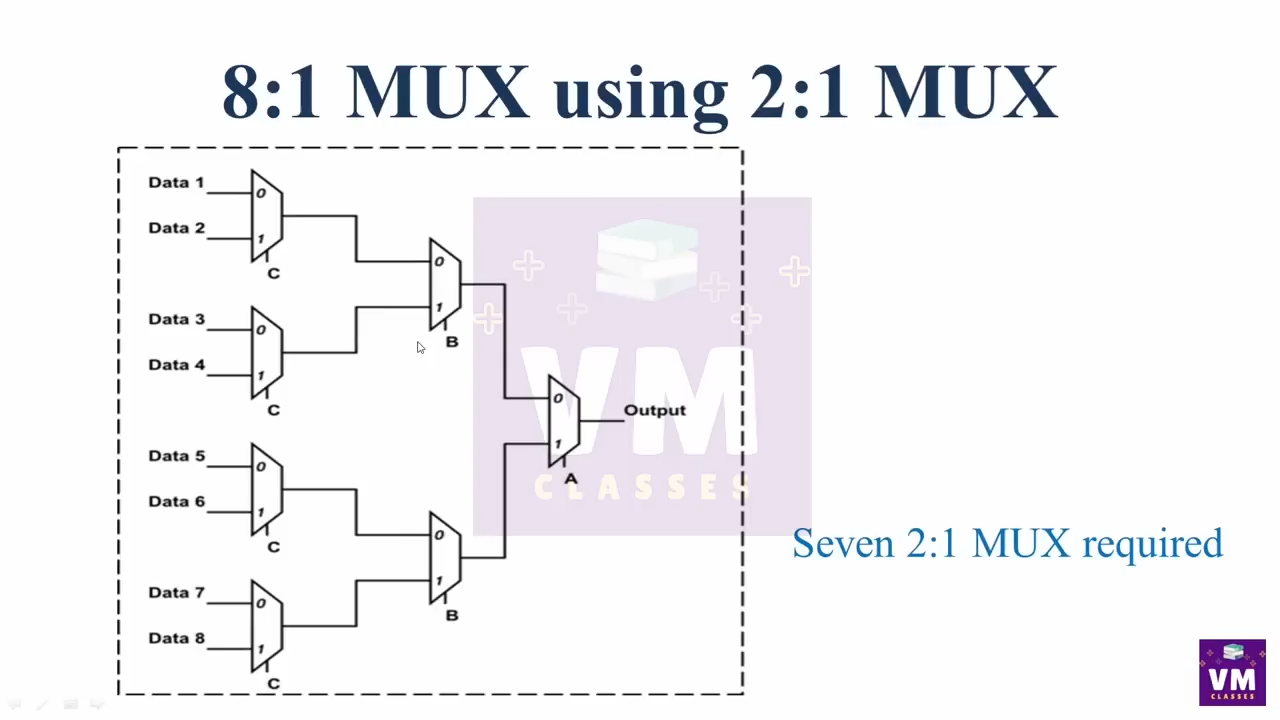 8:1 MUX using 2:1 MUX
Data 1
0
Data 2
1
C
Data 3
0
Data 4
1
C
Data 5
0
Data 6
1
C
Data 7
0
Data 8
1
C
0
1
B
0
1
B
0
1
A
Output
VM
CLASSES
Seven 2:1 MUX required
VM
CLASSES